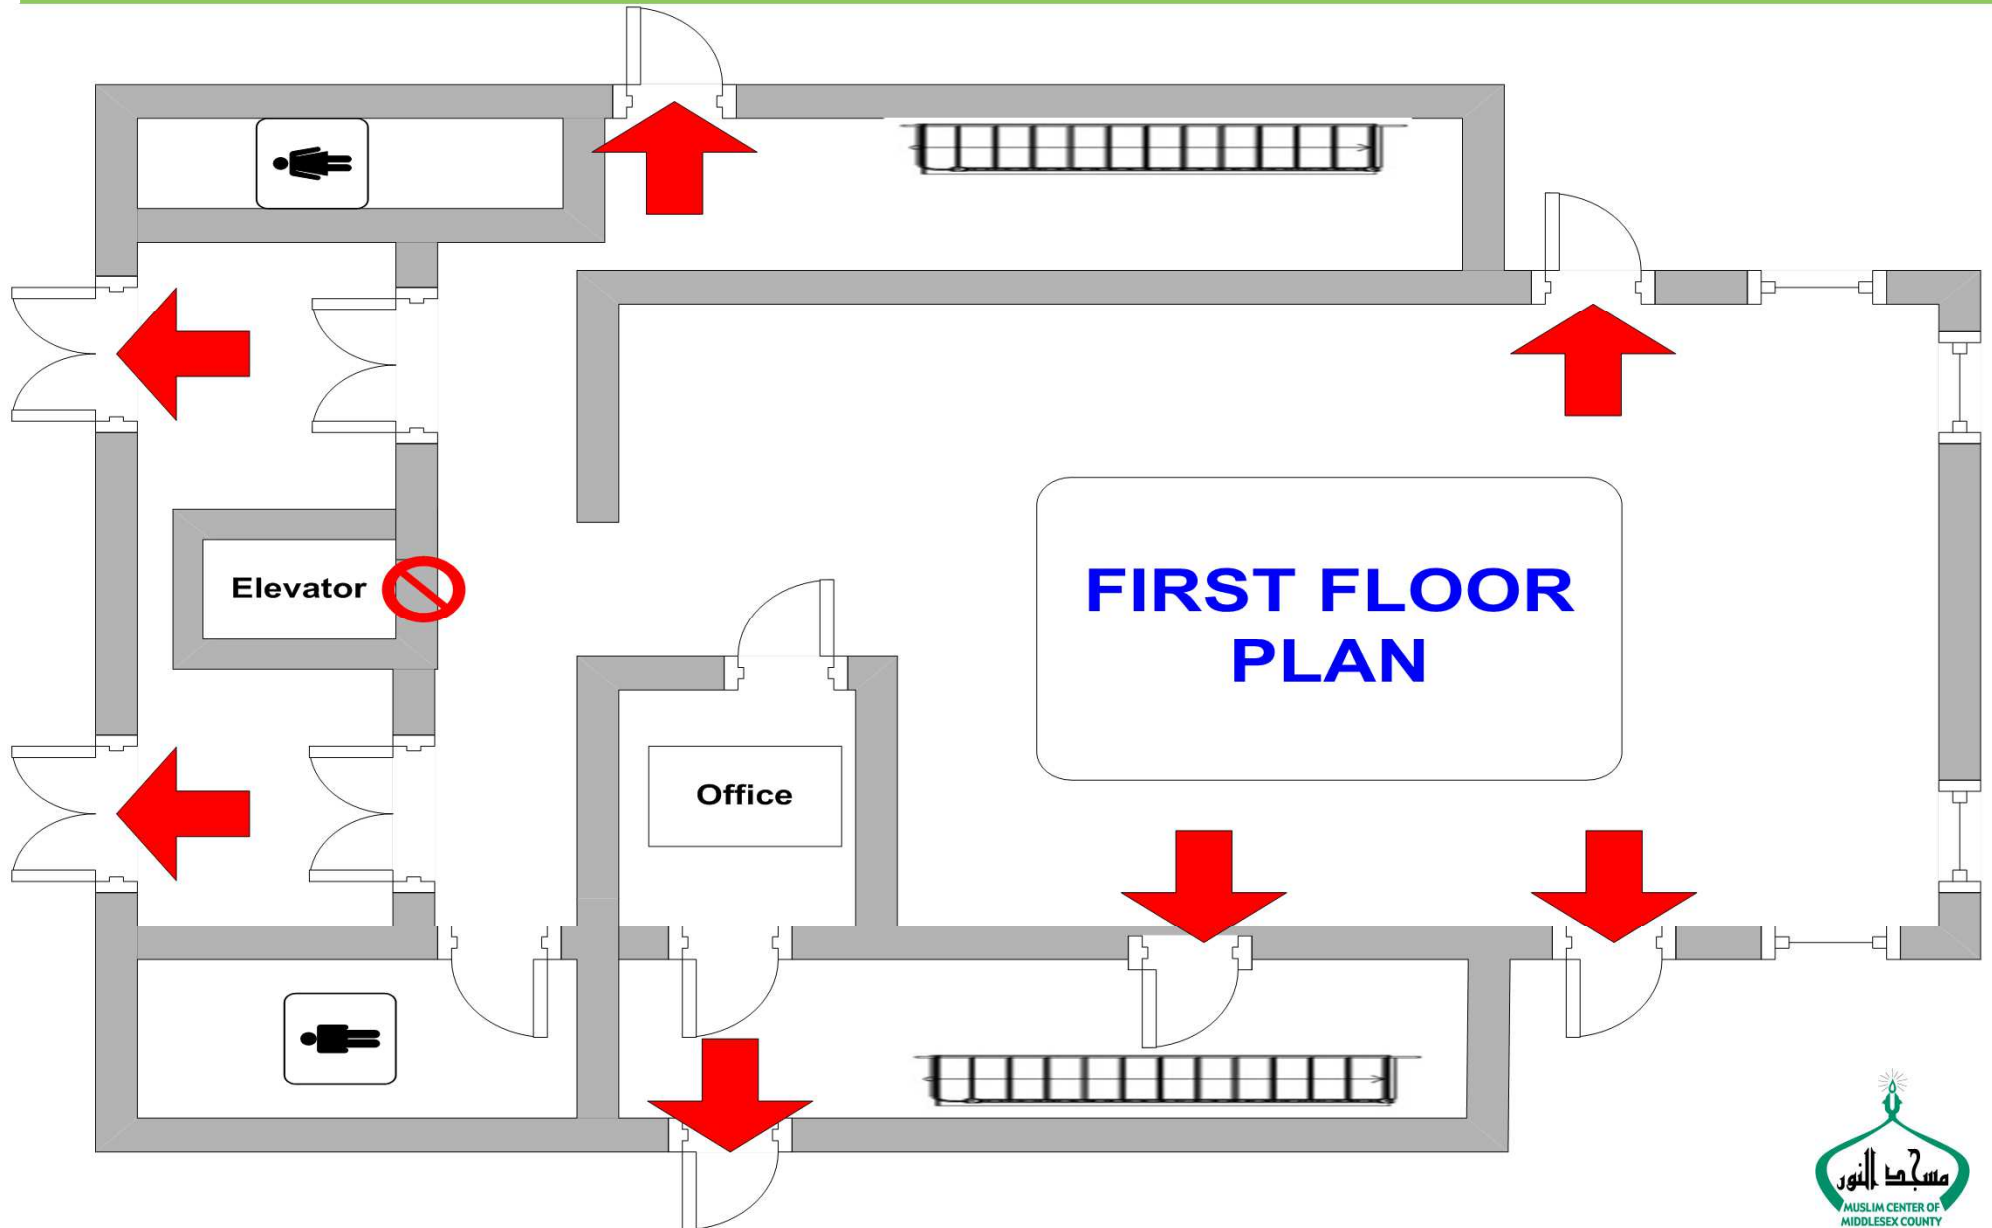 Elevator
FIRST FLOOR
PLAN
Office
مسجد النور
MUSLIM CENTER OF
MIDDLESEX COUNTY